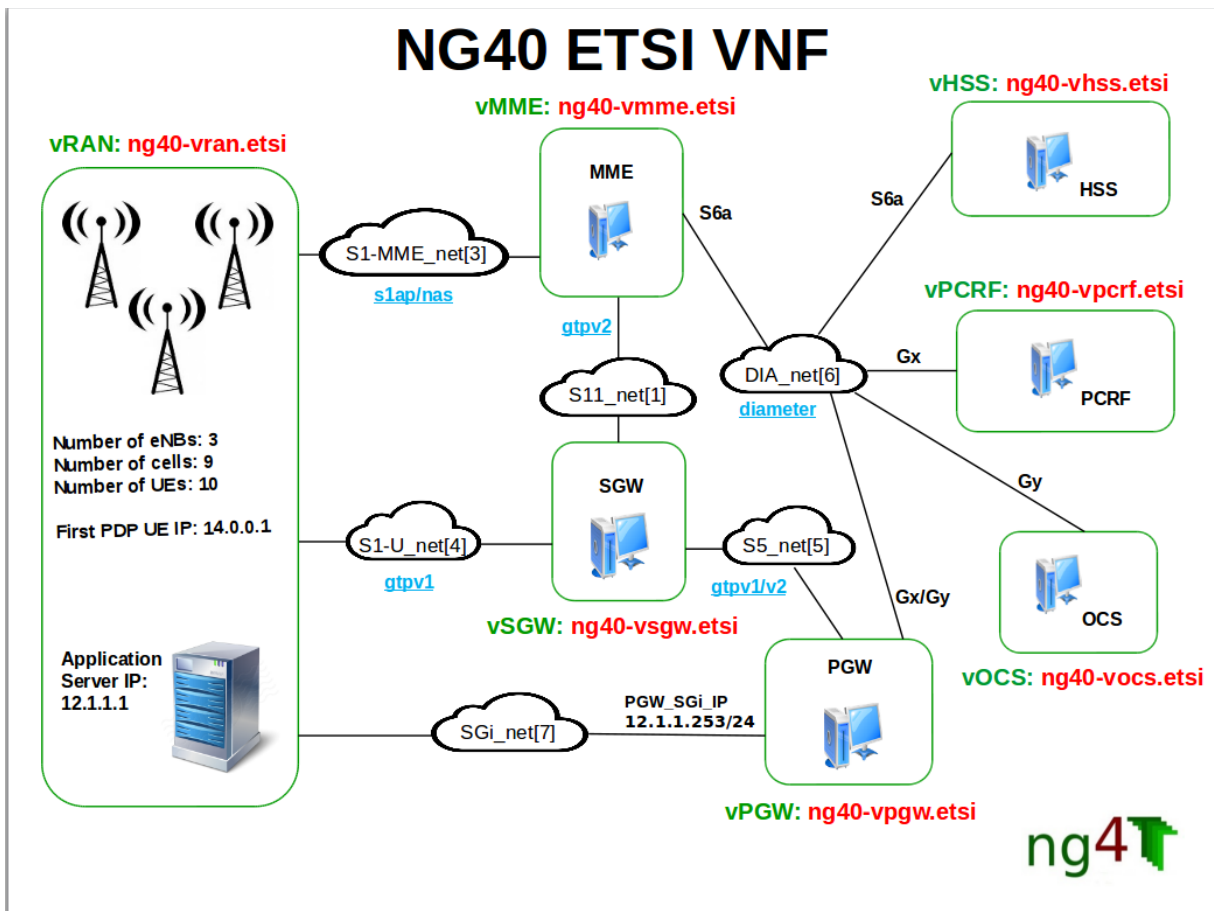 NG40 ETSI VNF
vHSS: ng40-vhss.etsi
vMME: ng40-vmme.etsi
vRAN: ng40-vran.etsi
MME
HSS
S6a
S6a
S1-MME_net[3]
s1ap/nas
gtpv2
vPCRF: ng40-vpcrf.etsi
Gx
DIA_net[6]
diameter
PCRF
S11_net[1]
Number of eNBs: 3
Number of cells: 9
Number of UEs: 10
First PDP UE IP: 14.0.0.1
SGW
Gy
S1-U_net[4]
gtpv1
S5_net[5]
gtpv1/v2
Gx/Gy
OCS
vSGW: ng40-vsgw.etsi
vOCS: ng40-vocs.etsi
Application
Server IP:
12.1.1.1
PGW
PGW_SGi_IP
12.1.1.253/24
SGi_net[7]
vPGW: ng40-vpgw.etsi
ng4T